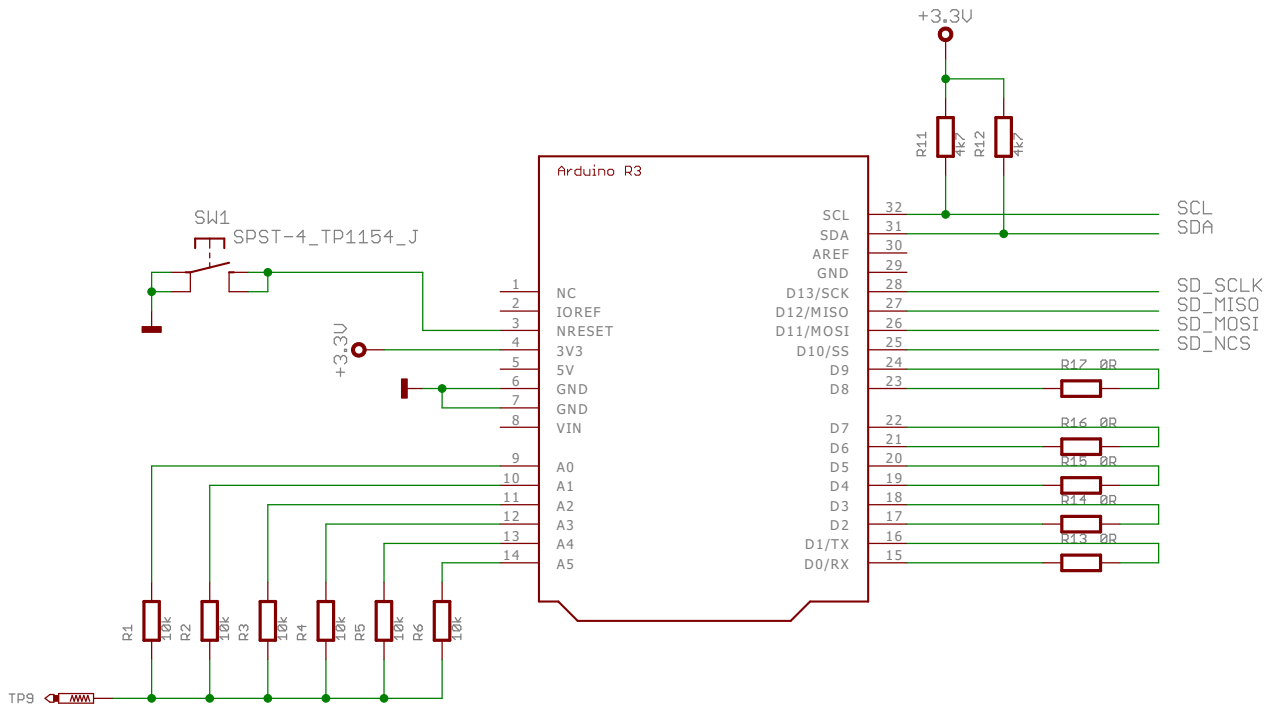 +3.3V
R11
4k7
R12
4k7
Arduino R3
SW1
SPST-4_TP1154_J
+3.3V
1 NC
2 IOREF
3 NRESET
4 3V3
5 5V
6 GND
7 GND
8 VIN
9 A0
10 A1
11 A2
12 A3
13 A4
14 A5
SCL 32 SCL
SDA 31 SDA
AREF 30
GND 29
D13/SCK 28 SD_SCLK
D12/MISO 27 SD_MISO
D11/MOSI 26 SD_MOSI
D10/SS 25 SD_NCS
D9 24
R17 0R
D8 23
D7 22
R16 0R
D6 21
D5 20
R15 0R
D4 19
D3 18
R14 0R
D2 17
D1/TX 16
R13 0R
D0/RX 15
R1 10k
R2 10k
R3 10k
R4 10k
R5 10k
R6 10k
TP9